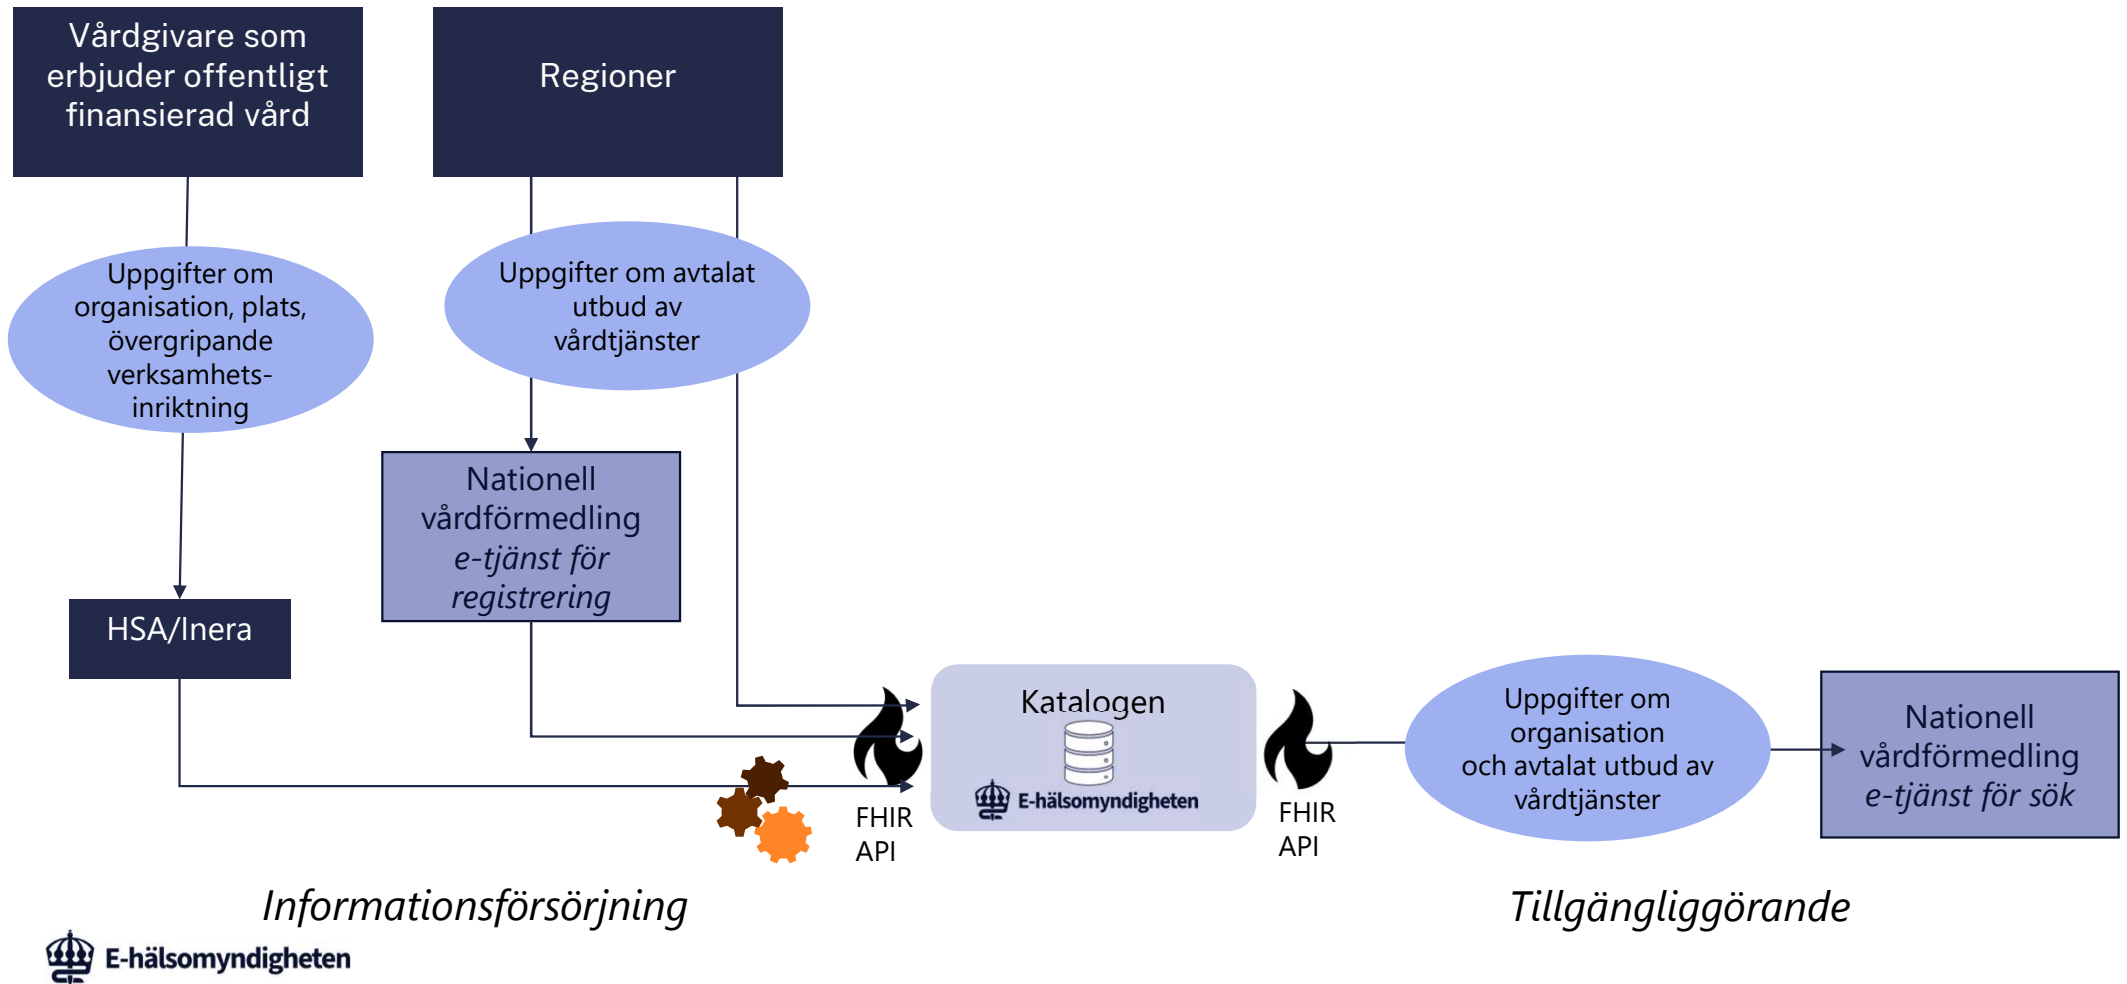 Vårdgivare som
erbjuder offentligt
finansierad vård
Regioner
Uppgifter om
organisation, plats,
övergripande
verksamhets-
inriktning
Uppgifter om avtalat
utbud av
vårdtjänster
Nationell
vårdförmedling
e-tjänst för
registrering
HSA/Inera
FHIR
API
Katalogen
E-hälsomyndigheten
FHIR
API
Uppgifter om
organisation
och avtalat utbud av
vårdtjänster
Nationell
vårdförmedling
e-tjänst för sök
Informationsförsörjning
Tillgängliggörande
E-hälsomyndigheten